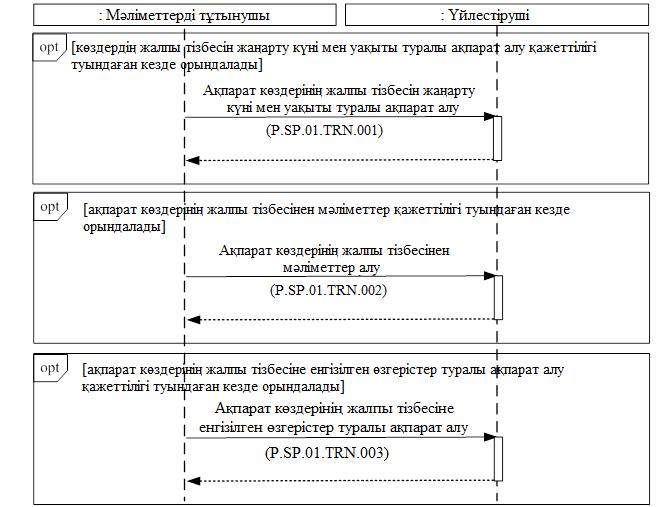 : Мәліметтерді тұтынушы
: Үйлестіруші
opt
[көздердің жалпы тізбесін жаңарту күні мен уақыты туралы ақпарат алу қажеттілігі
туындаған кезде орындалады]
Ақпарат көздерінің жалпы тізбесін жаңарту
күні мен уақыты туралы ақпарат алу
(P.SP.01.TRN.001)
opt
[ақпарат көздерінің жалпы тізбесінен мәліметтер қажеттілігі туындаған кезде
орындалады]
Ақпарат көздерінің жалпы тізбесінен
мәліметтер алу
(P.SP.01.TRN.002)
opt
[ақпарат көздерінің жалпы тізбесіне енгізілген өзгерістер туралы ақпарат алу
қажеттілігі туындаған кезде орындалады]
Ақпарат көздерінің жалпы тізбесіне
енгізілген өзгерістер туралы ақпарат алу
(P.SP.01.TRN.003)